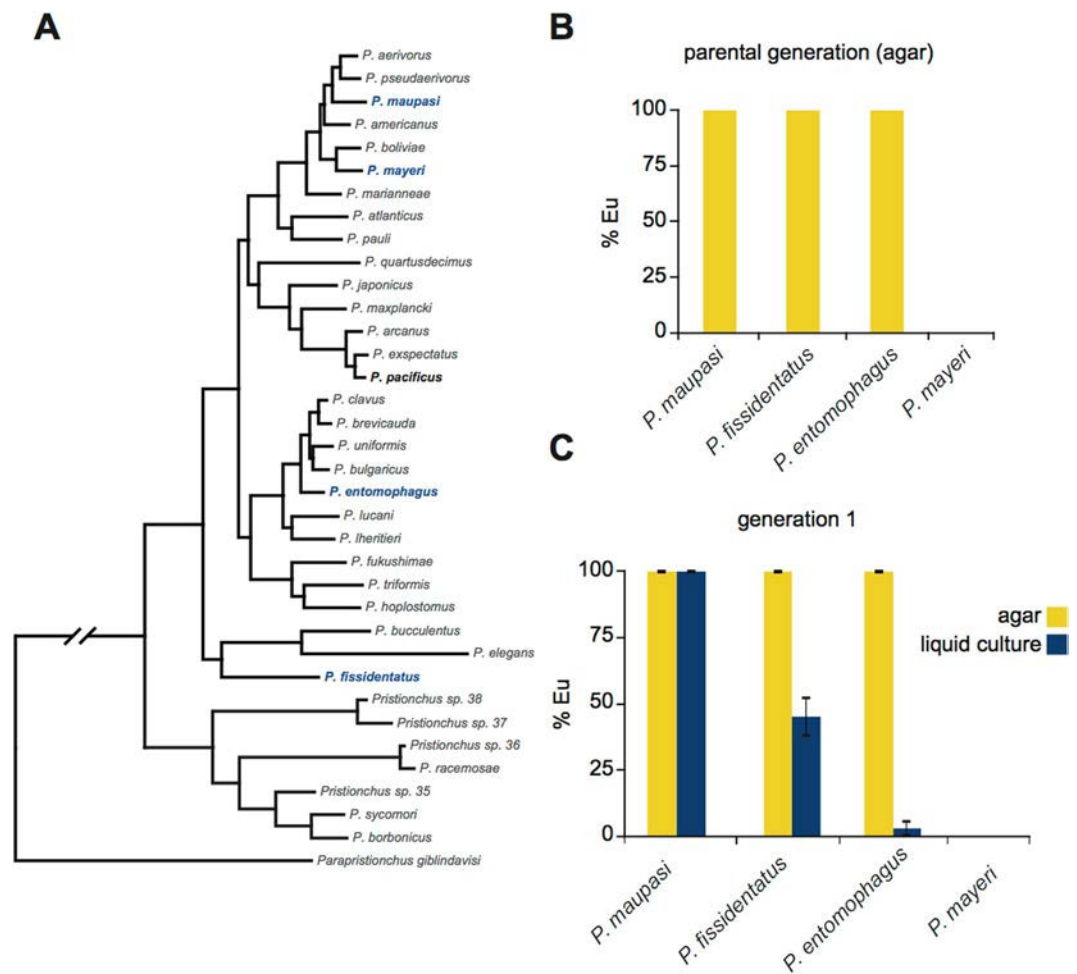 A
P. aerivorus
P. pseudaerivorus
P. maupasi
P. americanus
P. boliviae
P. mayeri
P. marianneae
P. atlanticus
P. pauli
P. quartusdecimus
P. japonicus
P. maxplancki
P. arcanus
P. exspectatus
P. pacificus
P. clavus
P. brevicauda
P. uniformis
P. bulgaricus
P. entomophagus
P. lucani
P. lheritieri
P. fukushimae
P. triformis
P. hoplostomus
P. bucculentus
P. elegans
P. fissidentatus
Pristionchus sp. 38
Pristionchus sp. 37
Pristionchus sp. 36
P. racemosae
Pristionchus sp. 35
P. sycomori
P. borbonicus
Parapristionchus giblindavisi
B
parental generation (agar)
% Eu
100
75
50
25
0
P. maupasi
P. fissidentatus
P. entomophagus
P. mayeri
C
generation 1
% Eu
100
75
50
25
0
agar
liquid culture
P. maupasi
P. fissidentatus
P. entomophagus
P. mayeri